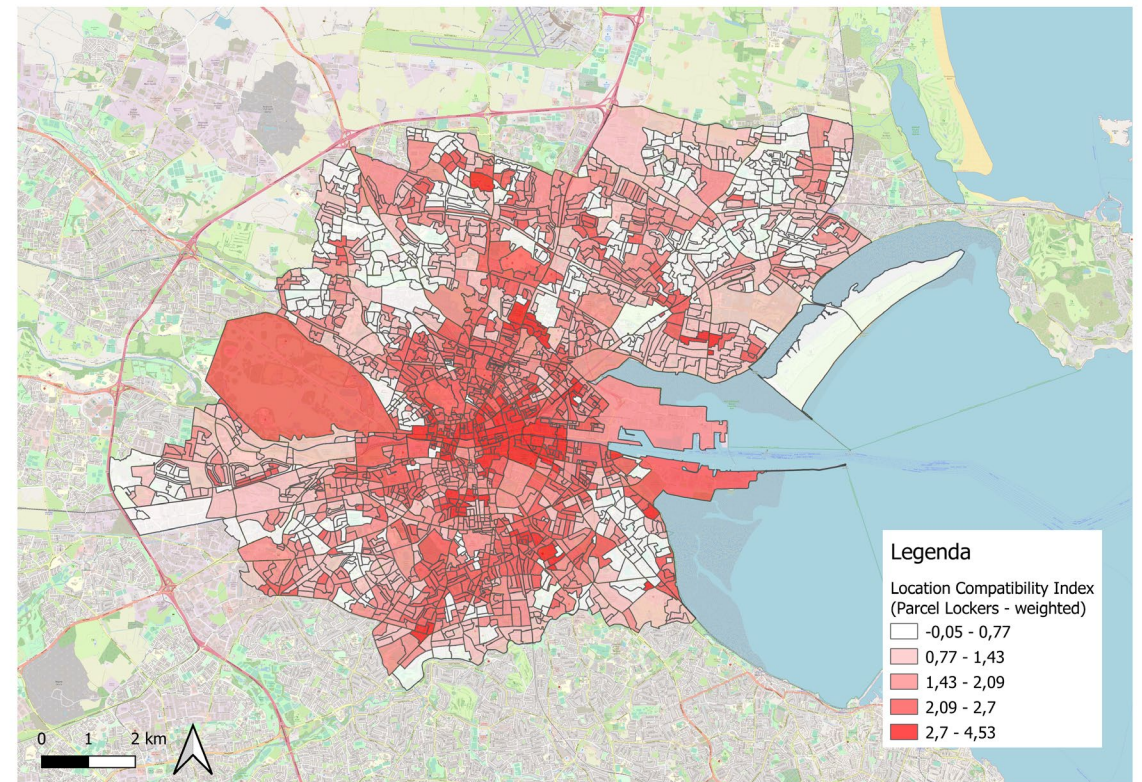 Legenda
Location Compatibility Index
(Parcel Lockers - weighted)
-0,05 - 0,77
0,77 - 1,43
1,43 - 2,09
2,09 - 2,7
2,7 - 4,53
0 1 2 km